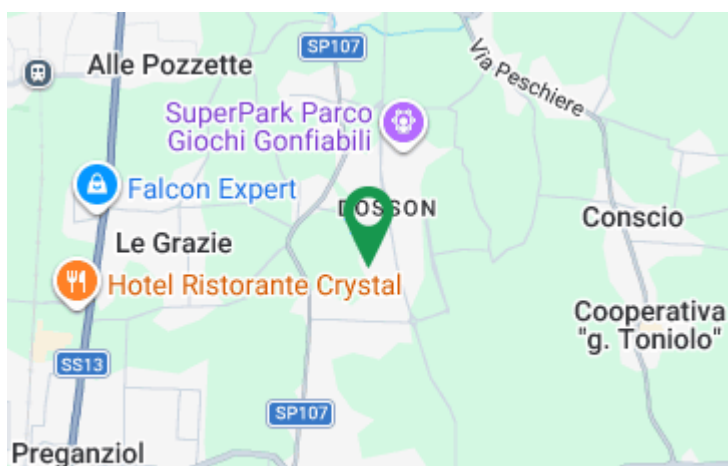 SP107
Alle Pozzette
Via Peschiere
SuperPark Parco
Giochi Gonfiabili
Falcon Expert
DOSSON
Conscio
Le Grazie
Hotel Ristorante Crystal
Cooperativa
"g. Toniolo"
SS13
SP107
Preganziol